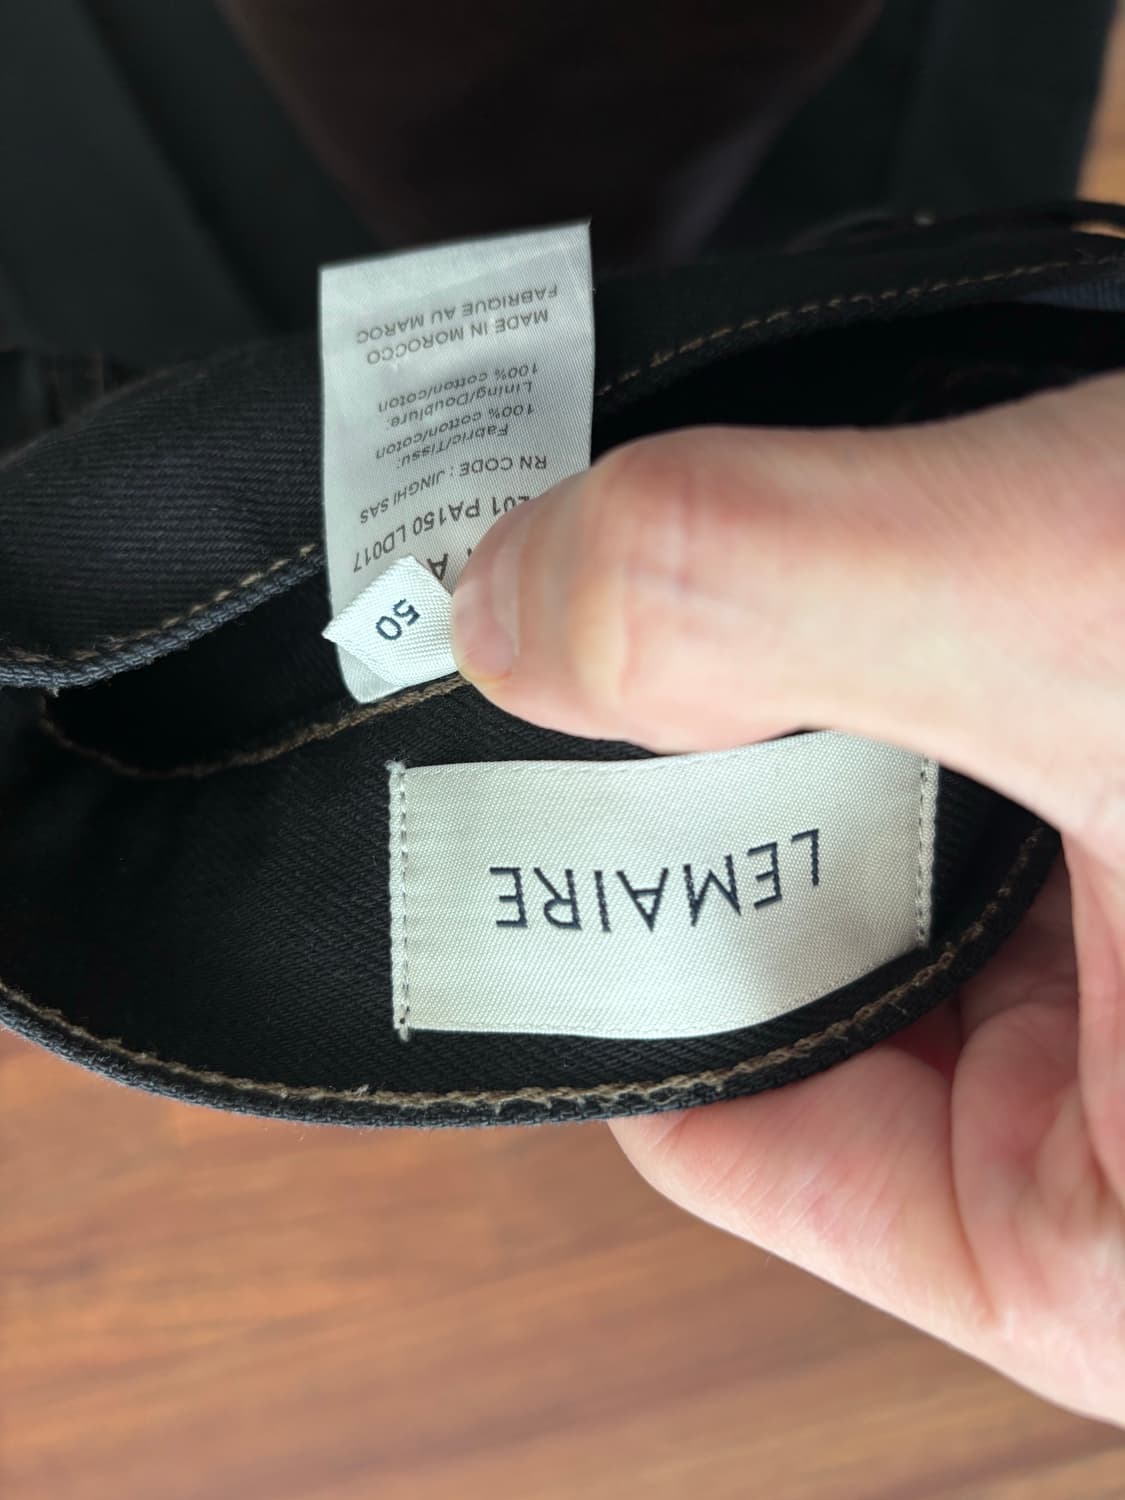 LEMAIRE
50
PA150 LD017
RN CODE : JINGHI SAS
Fabric/Tissu:
100% cotton/coton
Lining/Doublure:
100% cotton/coton
MADE IN MOROCCO
FABRIQUE AU MAROC